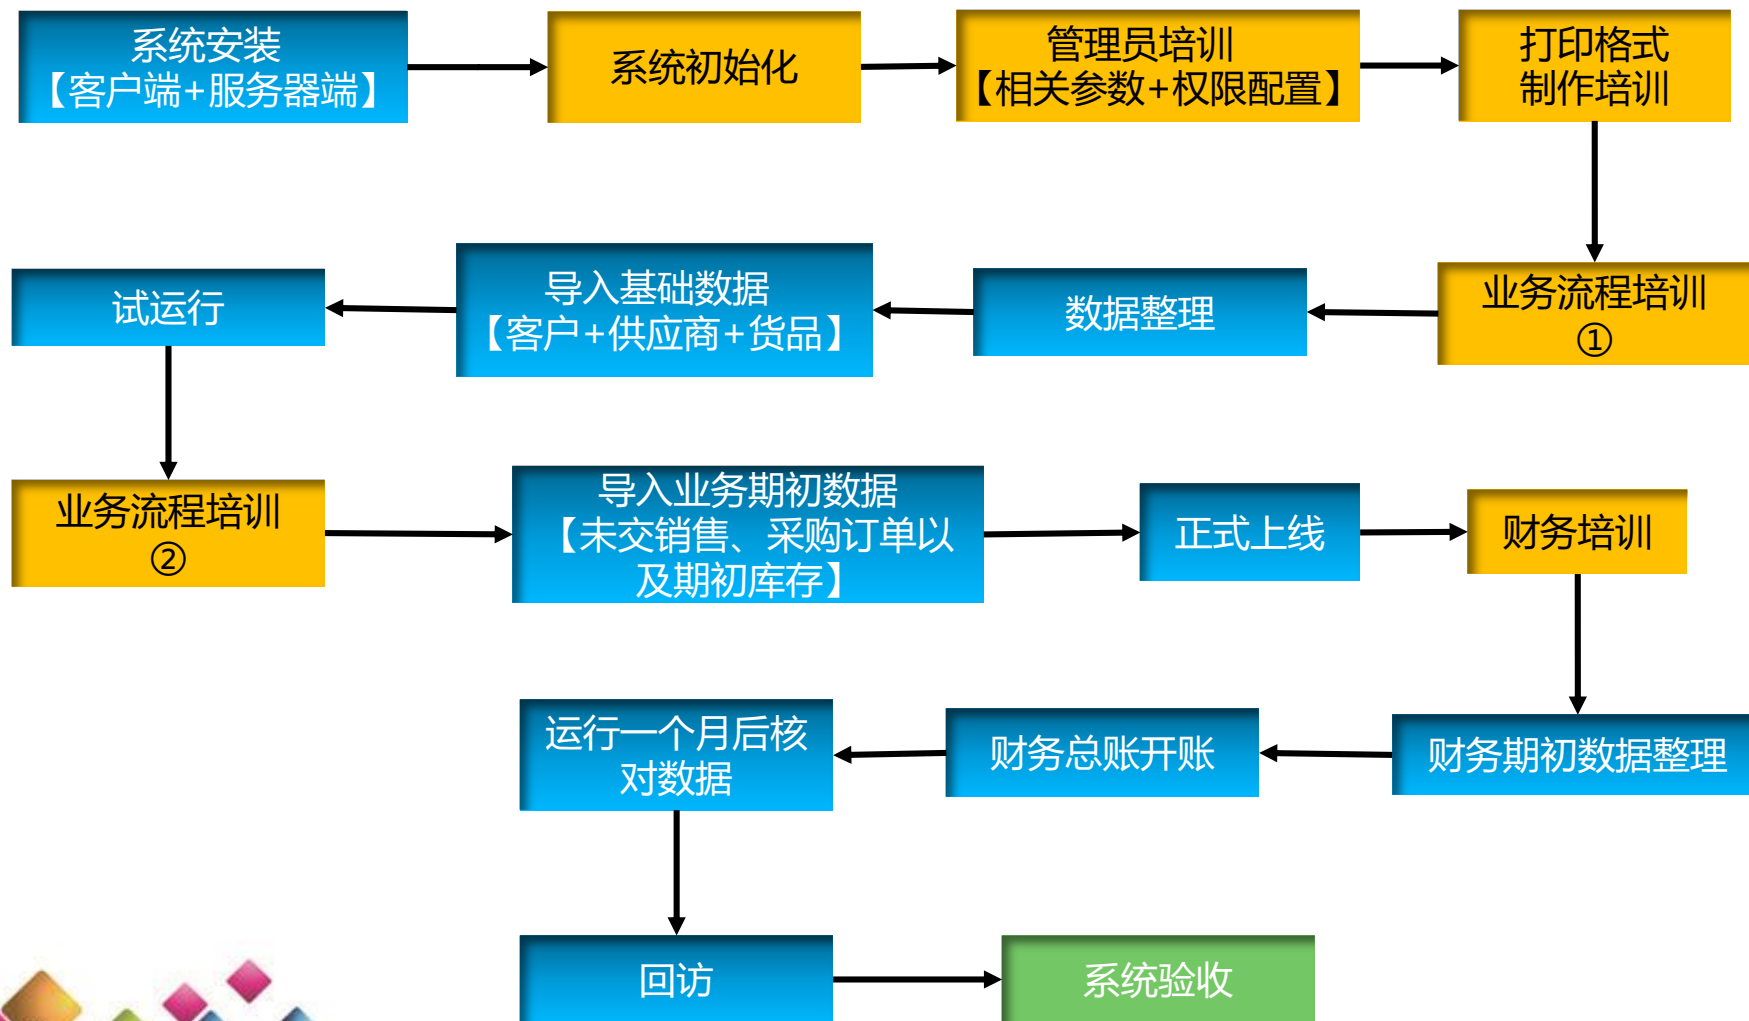 系统安装
【客户端+服务器端】
系统初始化
管理员培训
【相关参数+权限配置】
打印格式
制作培训
业务流程培训
①
数据整理
导入基础数据
【客户+供应商+货品】
试运行
业务流程培训
②
导入业务期初数据
【未交销售、采购订单以
及期初库存】
正式上线
财务培训
财务期初数据整理
财务总账开账
运行一个月后核
对数据
回访
系统验收